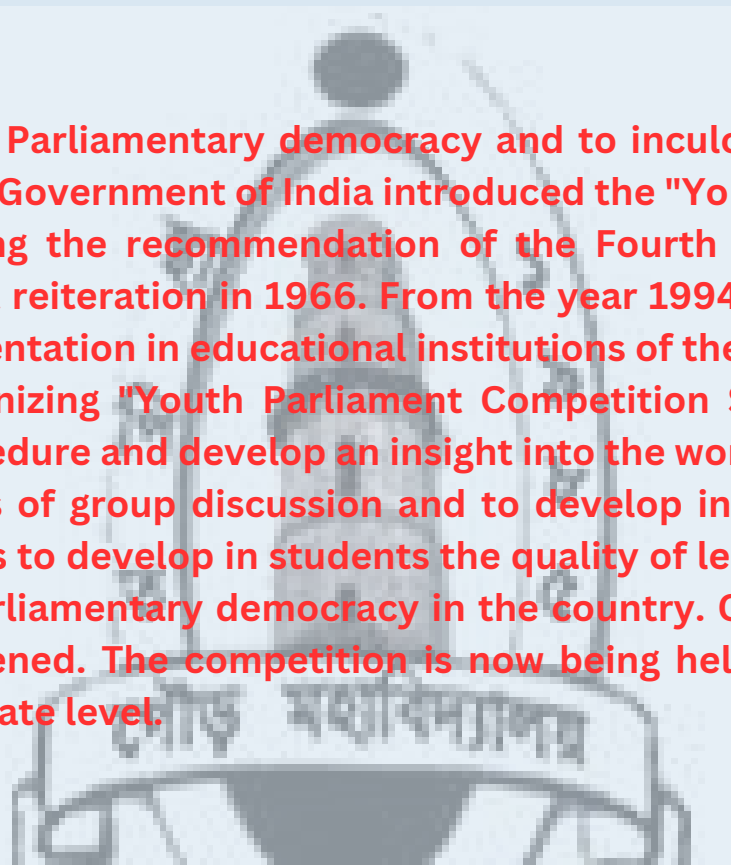 Parliamentary democracy and to inculc
Government of India introduced the "Yo
ng the recommendation of the Fourth
reiteration in 1966. From the year 1994
entation in educational institutions of the
nizing "Youth Parliament Competition S
edure and develop an insight into the wor
s of group discussion and to develop in
s to develop in students the quality of le
rliamentary democracy in the country. C
ened. The competition is now being hel
ate level.
গৌড় মহাবিদ্যালয়